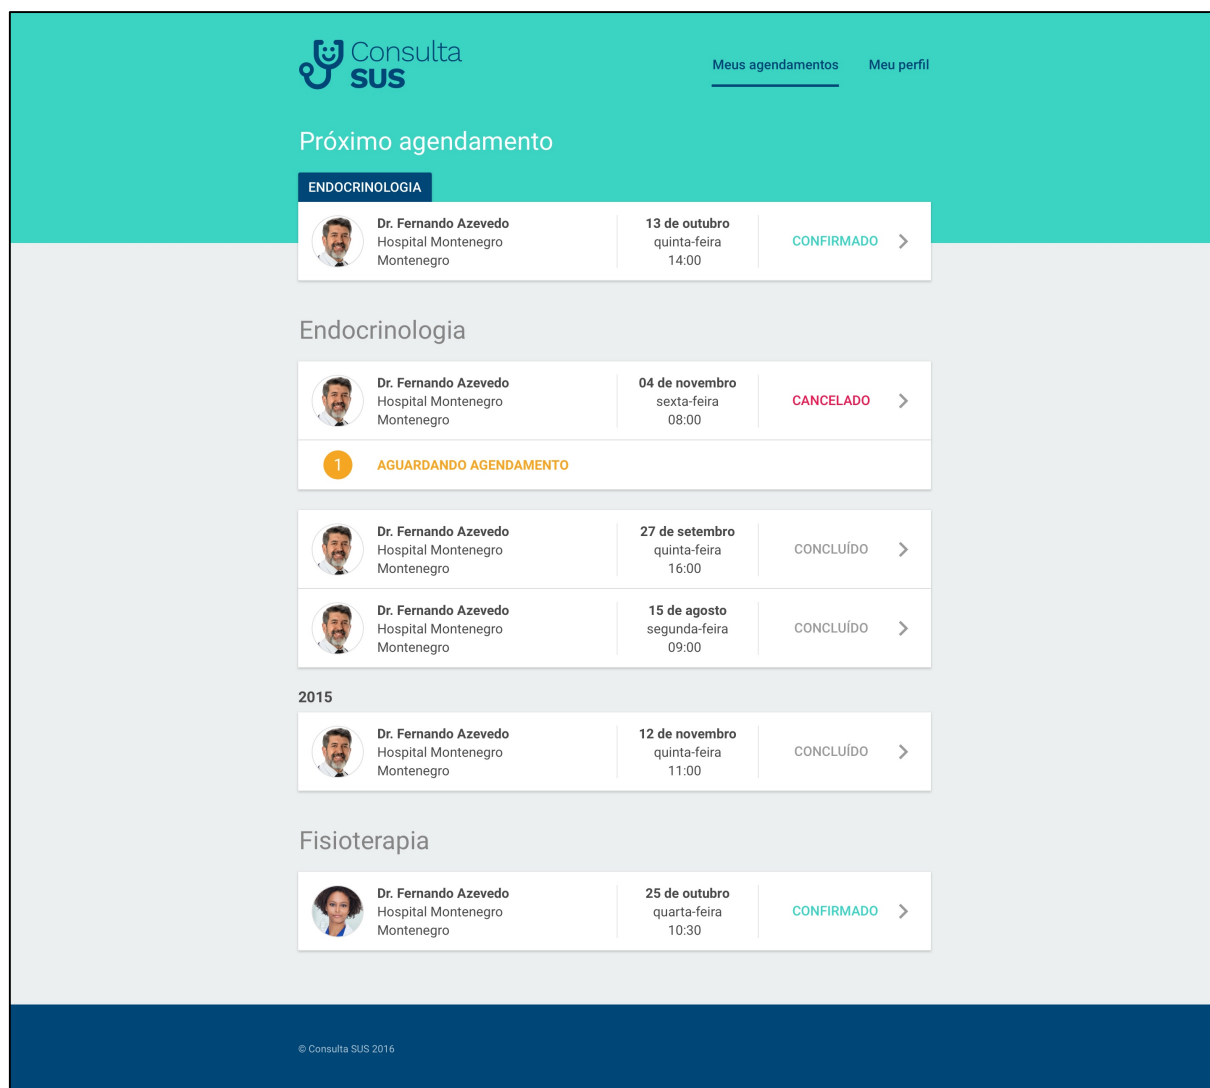 Consulta
SUS
Meus agendamentos
Meu perfil
Próximo agendamento
ENDOCRINOLOGIA
Dr. Fernando Azevedo
Hospital Montenegro
Montenegro
13 de outubro
quinta-feira
14:00
CONFIRMADO
Endocrinologia
Dr. Fernando Azevedo
Hospital Montenegro
Montenegro
04 de novembro
sexta-feira
08:00
CANCELADO
1
AGUARDANDO AGENDAMENTO
Dr. Fernando Azevedo
Hospital Montenegro
Montenegro
27 de setembro
quinta-feira
16:00
CONCLUÍDO
Dr. Fernando Azevedo
Hospital Montenegro
Montenegro
15 de agosto
segunda-feira
09:00
CONCLUÍDO
2015
Dr. Fernando Azevedo
Hospital Montenegro
Montenegro
12 de novembro
quinta-feira
11:00
CONCLUÍDO
Fisioterapia
Dr. Fernando Azevedo
Hospital Montenegro
Montenegro
25 de outubro
quarta-feira
10:30
CONFIRMADO
© Consulta SUS 2016